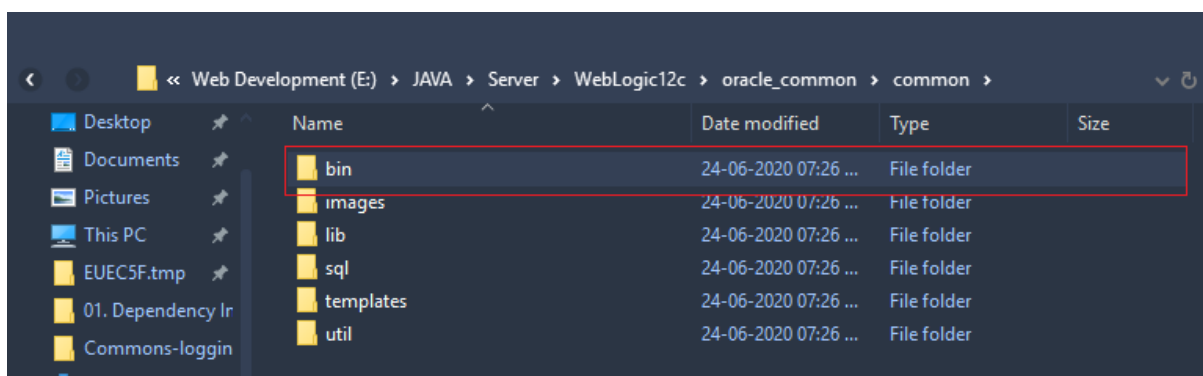 « Web Development (E:) > JAVA > Server > WebLogic12c > oracle_common > common >
Desktop
Documents
Pictures
This PC
EUEC5F.tmp
01. Dependency Ir
Commons-loggin
Name Date modified Type Size
bin 24-06-2020 07:26 ... File folder
images 24-06-2020 07:26 ... File folder
lib 24-06-2020 07:26 ... File folder
sql 24-06-2020 07:26 ... File folder
templates 24-06-2020 07:26 ... File folder
util 24-06-2020 07:26 ... File folder